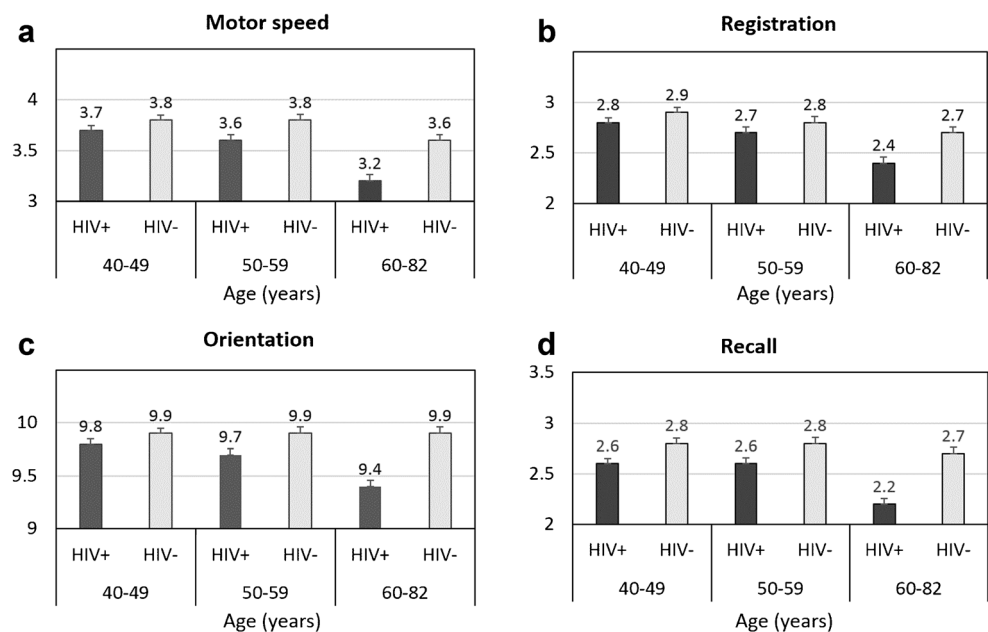 a
Motor speed
4
3.5
3
3.7
3.8
3.6
3.8
3.2
3.6
HIV+ HIV- HIV+ HIV- HIV+ HIV-
40-49 50-59 60-82
Age (years)
b
Registration
3
2.5
2
2.8
2.9
2.7
2.8
2.4
2.7
HIV+ HIV- HIV+ HIV- HIV+ HIV-
40-49 50-59 60-82
Age (years)
c
Orientation
10
9.5
9
9.8
9.9
9.7
9.9
9.4
9.9
HIV+ HIV- HIV+ HIV- HIV+ HIV-
40-49 50-59 60-82
Age (years)
d
Recall
3.5
3
2.5
2
2.6
2.8
2.6
2.8
2.2
2.7
HIV+ HIV- HIV+ HIV- HIV+ HIV-
40-49 50-59 60-82
Age (years)